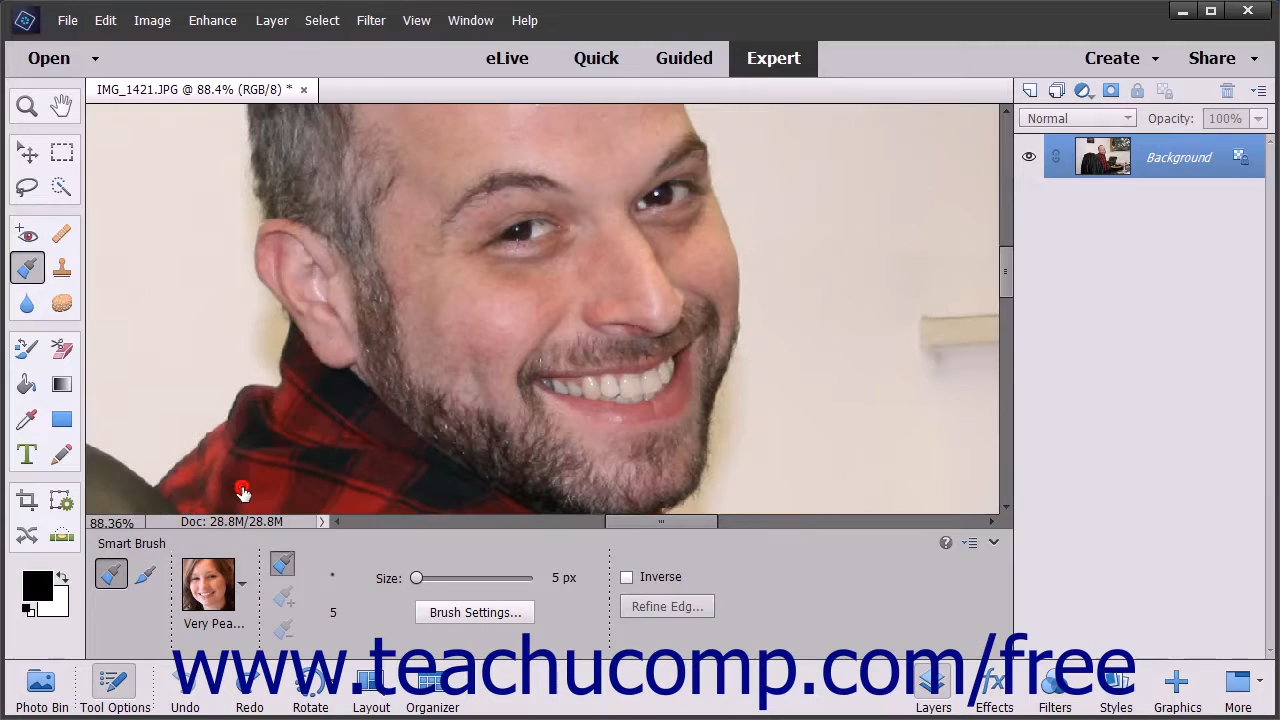 File Edit Image Enhance Layer Select Filter View Window Help
Open eLive Quick Guided Expert Create Share
IMG_1421.JPG @ 88.4% (RGB/8) * ×
Normal Opacity: 100%
Background
T
88.36% Doc: 28.8M/28.8M
Smart Brush
Size: 5 px Inverse
5 Brush Settings... Refine Edg...
Very Pea...
www.teachucomp.com/free
Photo Bin Tool Options Undo Redo Rotate Layout Organizer Layers Effects Filters Styles Graphics More